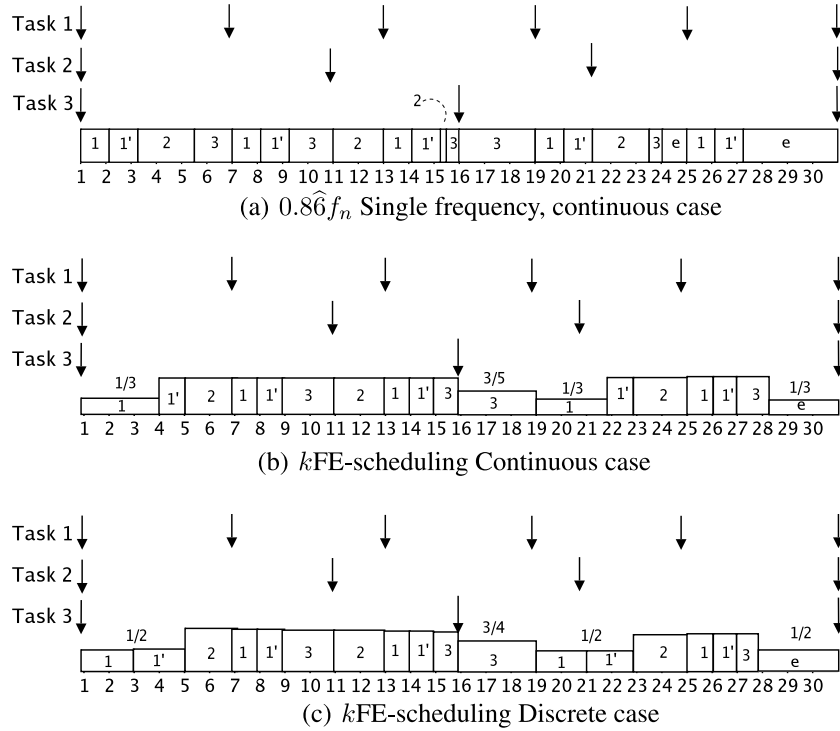 Task 1
Task 2
Task 3
2
1 1' 2 3 1 1' 3 2 1 1' 3 3 1 1' 2 3 e 1 1' e
1 2 3 4 5 6 7 8 9 10 11 12 13 14 15 16 17 18 19 20 21 22 23 24 25 26 27 28 29 30
(a) 0.8\widehat{6}f_n Single frequency, continuous case
Task 1
Task 2
Task 3
1/3 3/5 1/3 1/3
1 1' 2 1 1' 3 2 1 1' 3 3 1 1' 2 1 1' 3 e
1 2 3 4 5 6 7 8 9 10 11 12 13 14 15 16 17 18 19 20 21 22 23 24 25 26 27 28 29 30
(b) kFE-scheduling Continuous case
Task 1
Task 2
Task 3
1/2 3/4 1/2 1/2
1 1' 2 1 1' 3 2 1 1' 3 3 1 1' 2 1 1' 3 e
1 2 3 4 5 6 7 8 9 10 11 12 13 14 15 16 17 18 19 20 21 22 23 24 25 26 27 28 29 30
(c) kFE-scheduling Discrete case